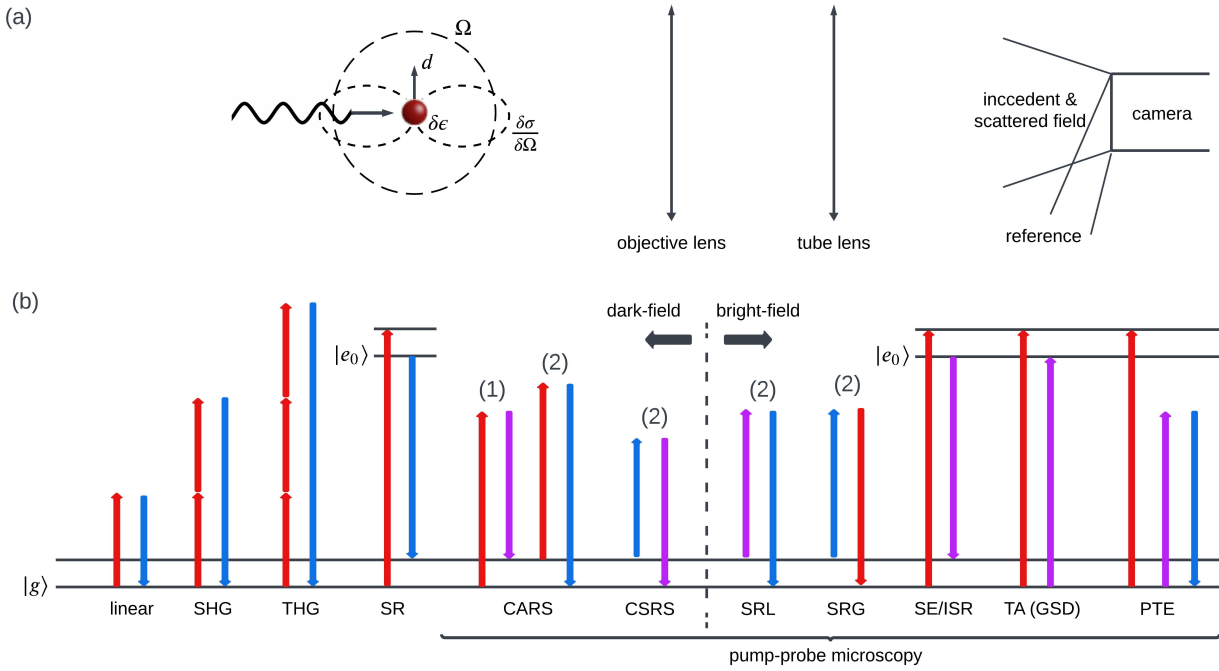 (a)
Ω
d
δϵ
δσ
δΩ
inccedent &
scattered field
camera
reference
objective lens
tube lens
(b)
dark-field
bright-field
|e₀⟩
|e₀⟩
(1)
(2)
(2)
(2)
(2)
|g⟩
linear
SHG
THG
SR
CARS
CSRS
SRL
SRG
SE/ISR
TA (GSD)
PTE
pump-probe microscopy